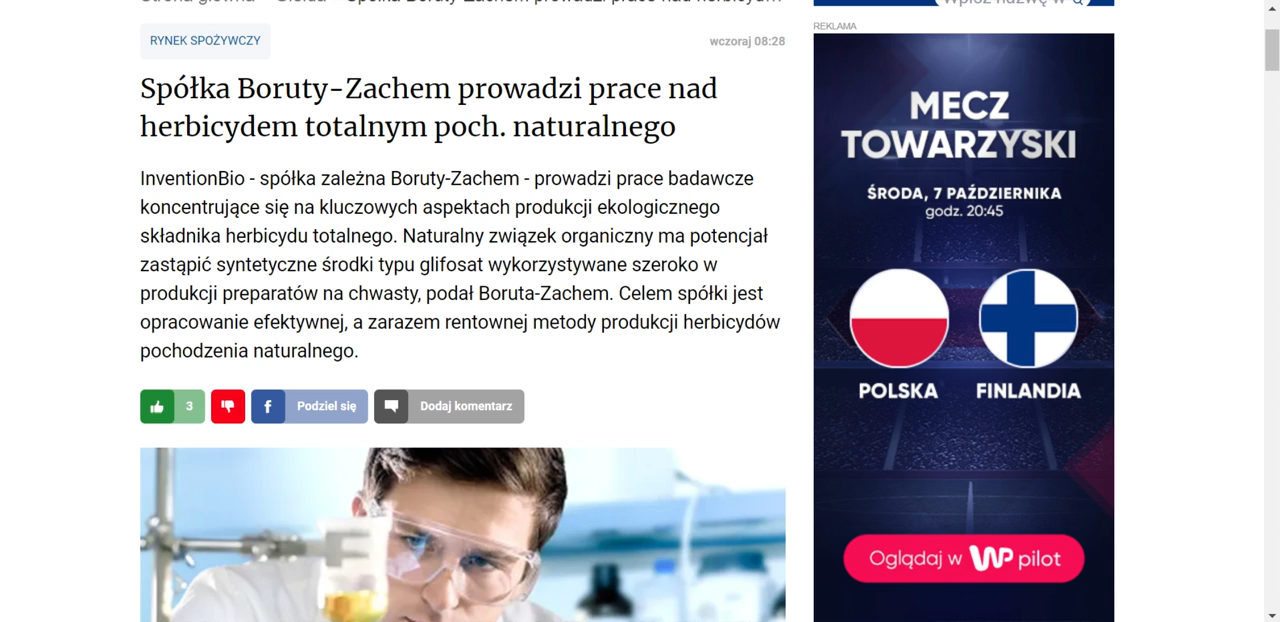 RYNEK SPOŻYWCZY
wczoraj 08:28
Spółka Boruty-Zachem prowadzi prace nad
herbicydem totalnym poch. naturalnego
InventionBio - spółka zależna Boruty-Zachem - prowadzi prace badawcze
koncentrujące się na kluczowych aspektach produkcji ekologicznego
składnika herbicydu totalnego. Naturalny związek organiczny ma potencjał
zastąpić syntetyczne środki typu glifosat wykorzystywane szeroko w
produkcji preparatów na chwasty, podał Boruta-Zachem. Celem spółki jest
opracowanie efektywnej, a zarazem rentownej metody produkcji herbicydów
pochodzenia naturalnego.
3
f
Podziel się
Dodaj komentarz
REKLAMA
MECZ
TOWARZYSKI
ŚRODA, 7 PAŹDZIERNIKA
godz. 20:45
POLSKA
FINLANDIA
Oglądaj w WP pilot